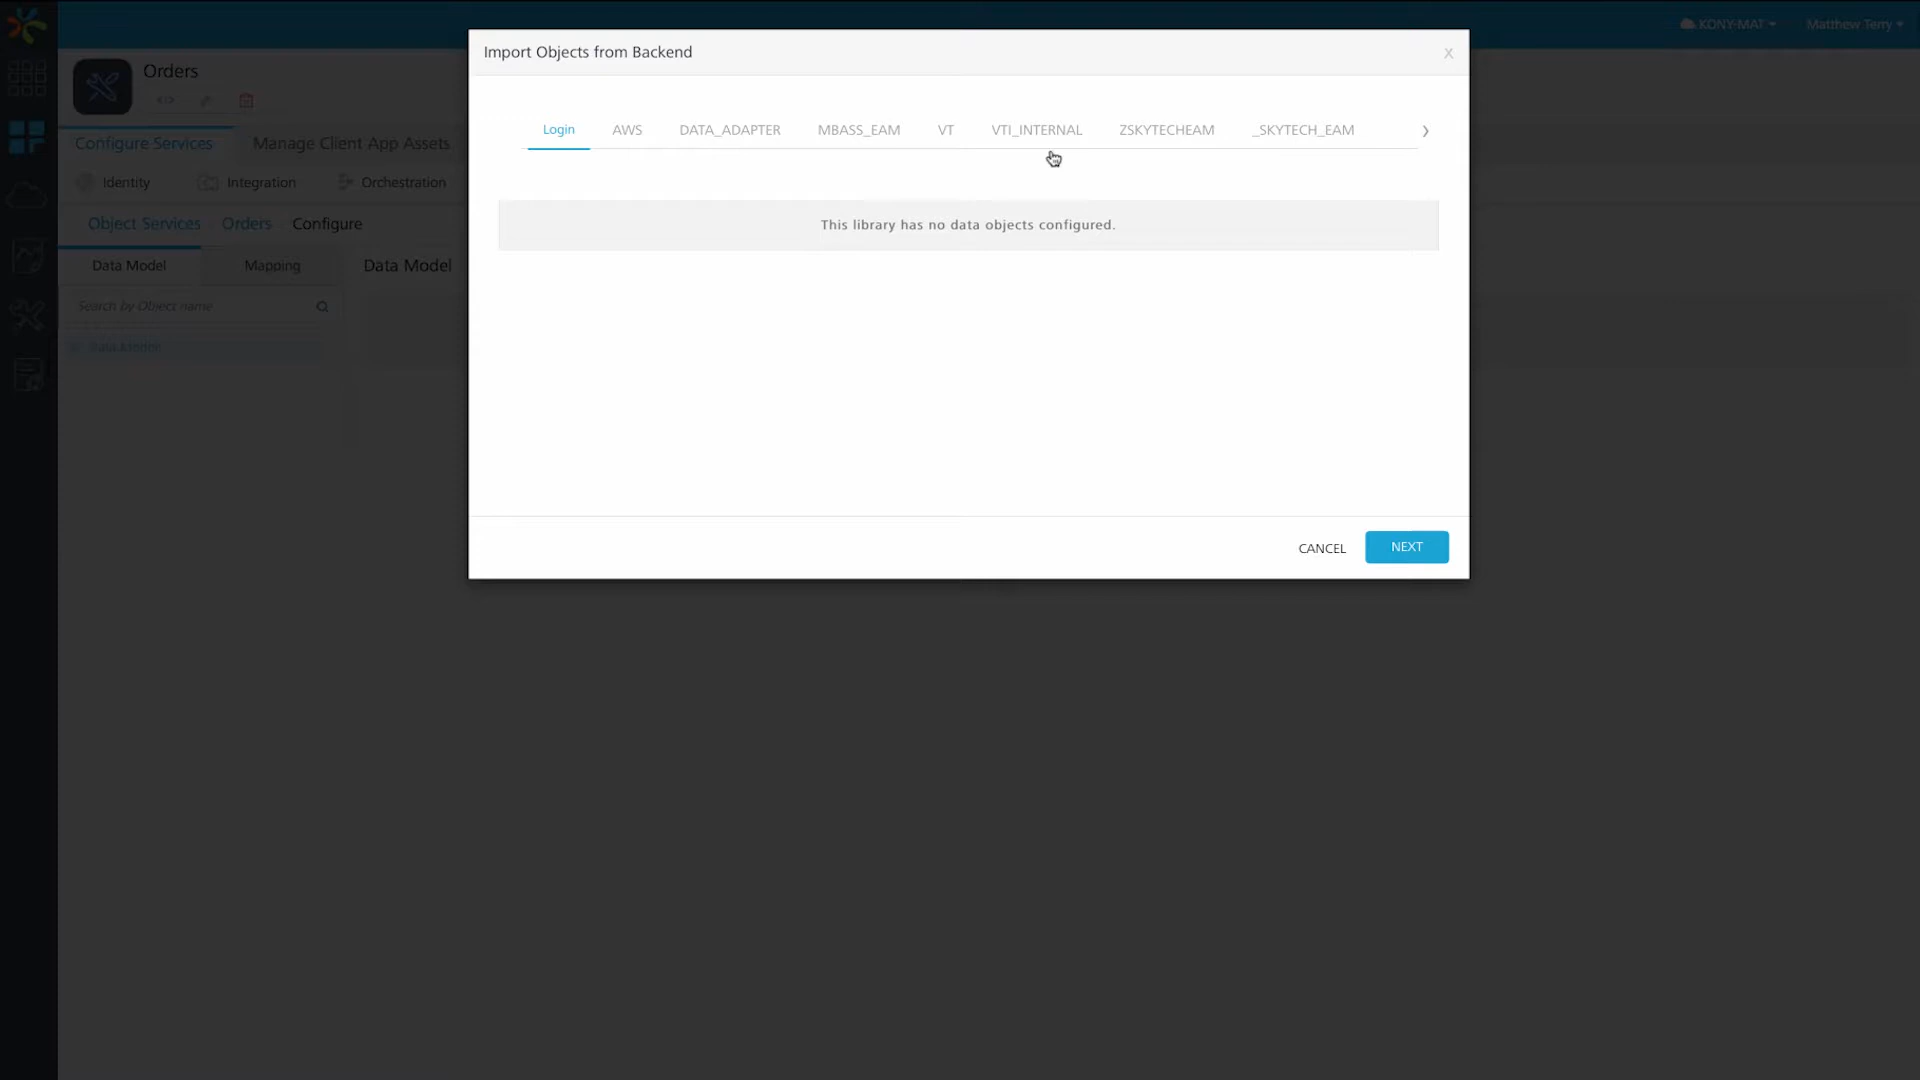 KONY-MAT
Matthew Terry
Import Objects from Backend
X
Orders
Login
AWS
DATA_ADAPTER
MBASS_EAM
VT
VTI_INTERNAL
ZSKYTECHEAM
_SKYTECH_EAM
Configure Services
Manage Client App Assets
Identity
Integration
Orchestration
Object Services
Orders
Configure
This library has no data objects configured.
Data Model
Mapping
Data Model
Search by Object name
Data Model
CANCEL
NEXT